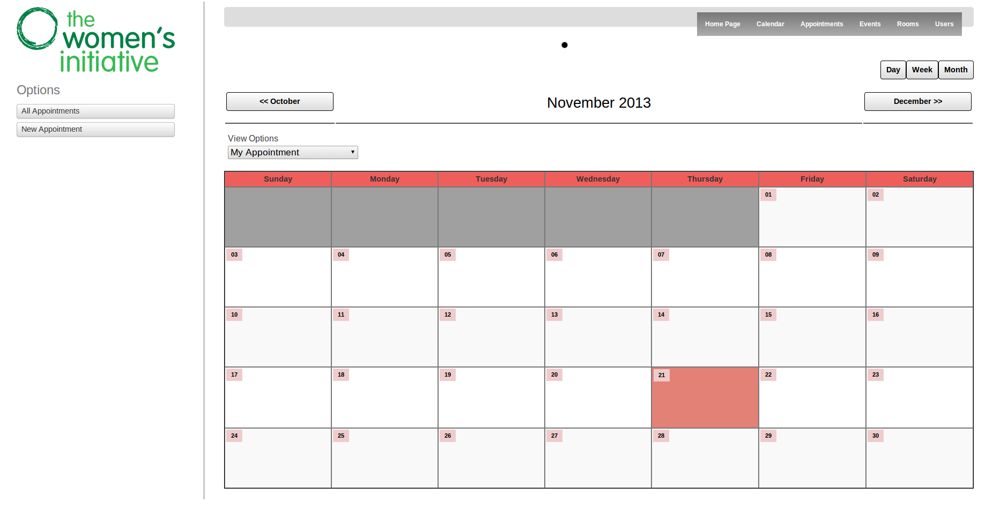 the
women's
initiative
Options
All Appointments
New Appointment
Home Page Calendar Appointments Events Rooms Users
Day Week Month
<< October November 2013 December >>
View Options
My Appointment
Sunday Monday Tuesday Wednesday Thursday Friday Saturday
01 02
03 04 05 06 07 08 09
10 11 12 13 14 15 16
17 18 19 20 21 22 23
24 25 26 27 28 29 30